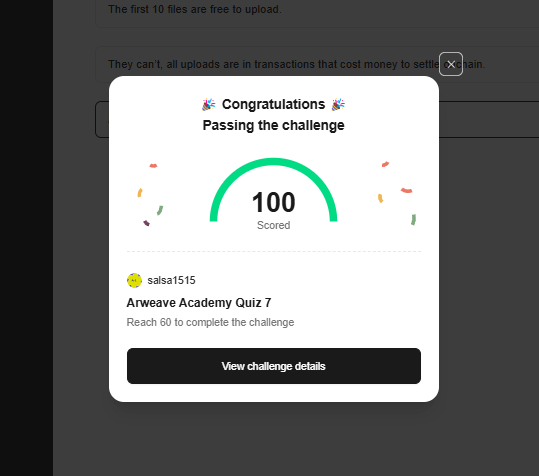 The first 10 files are free to upload.
They can't, all uploads are in transactions that cost money to settle on chain.
Congratulations
Passing the challenge
100
Scored
salsa1515
Arweave Academy Quiz 7
Reach 60 to complete the challenge
View challenge details